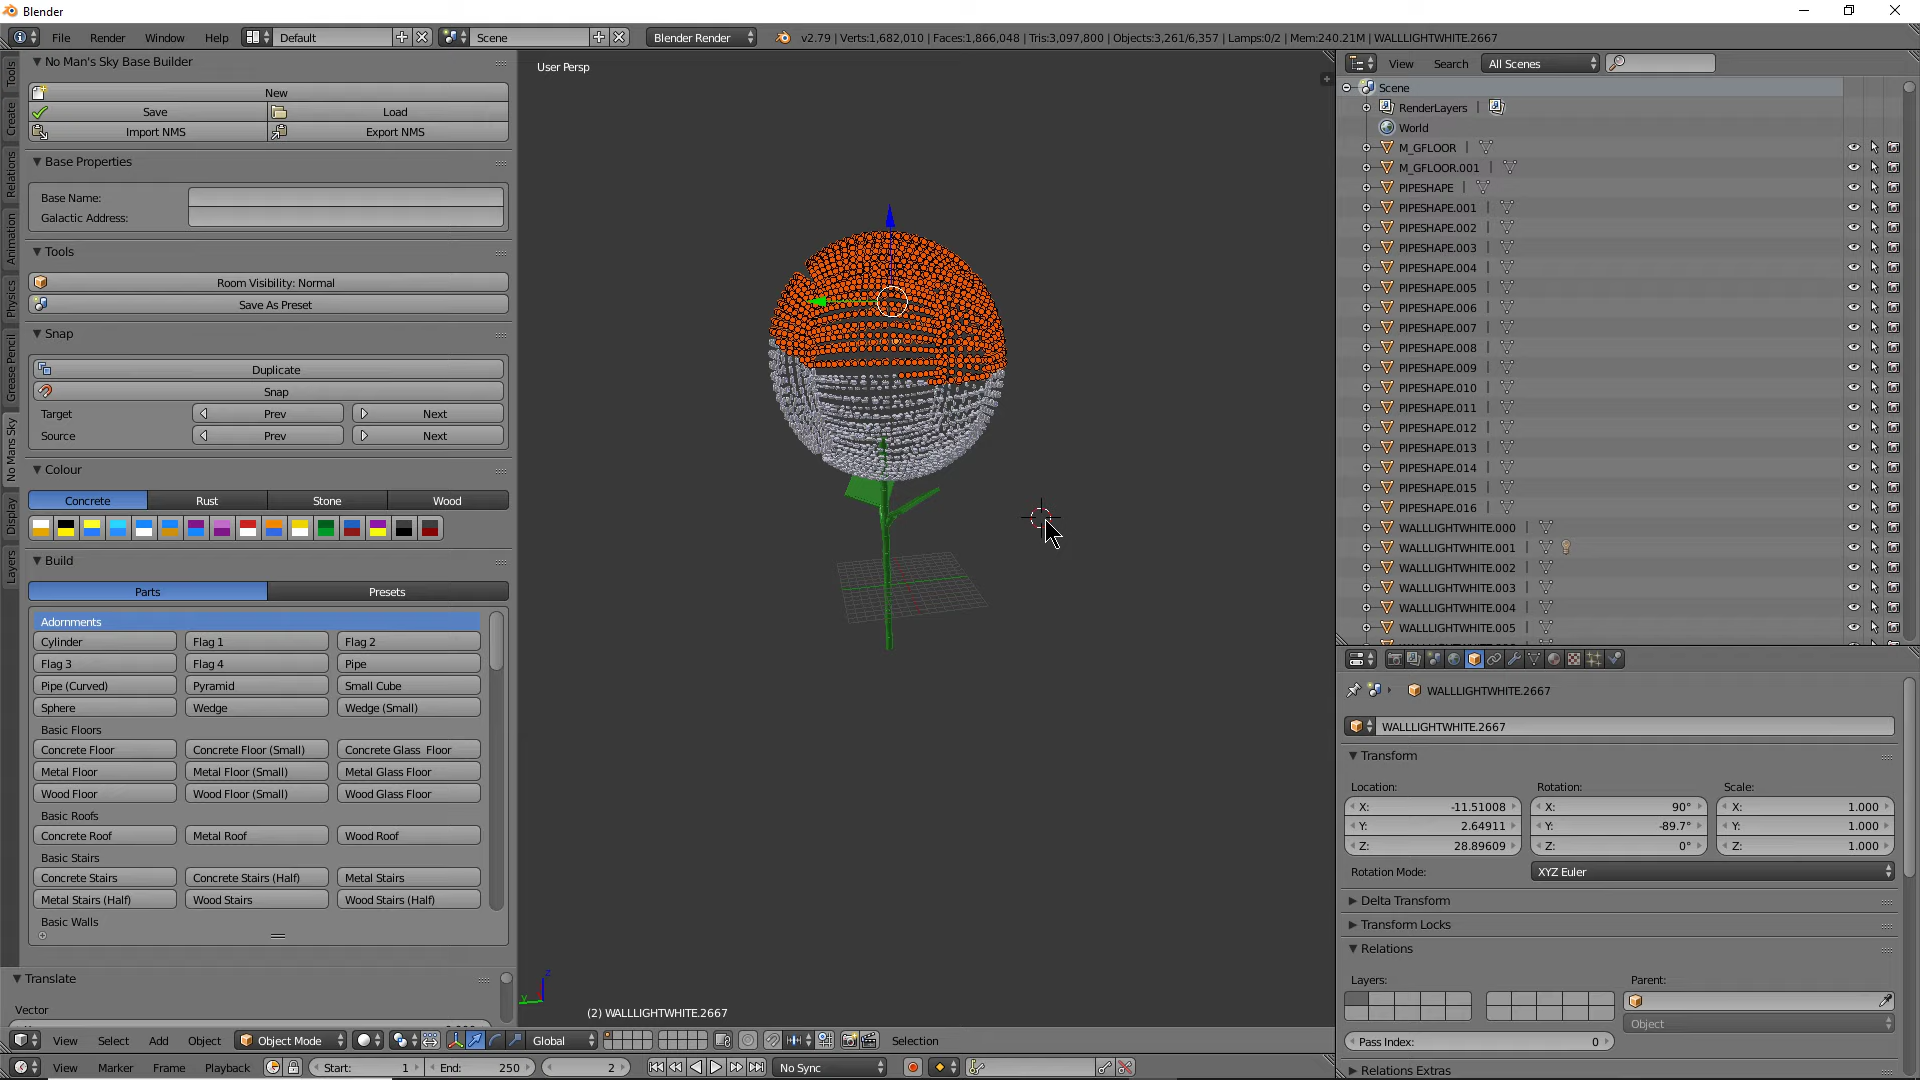 Blender
File Render Window Help Default Scene Blender Render v2.79 | Verts:1,682,010 | Faces:1,866,048 | Tris:3,097,800 | Objects:3,261/6,357 | Lamps:0/2 | Mem:240.21M | WALLLIGHTWHITE.2667
Tools
Create
Relations
Animation
Physics
Grease Pencil
No Mans Sky
Display
Layers
No Man's Sky Base Builder
New
Save Load
Import NMS Export NMS
Base Properties
Base Name:
Galactic Address:
Tools
Room Visibility: Normal
Save As Preset
Snap
Duplicate
Snap
Target Prev Next
Source Prev Next
Colour
Concrete Rust Stone Wood
Build
Parts Presets
Adornments
Cylinder Flag 1 Flag 2
Flag 3 Flag 4 Pipe
Pipe (Curved) Pyramid Small Cube
Sphere Wedge Wedge (Small)
Basic Floors
Concrete Floor Concrete Floor (Small) Concrete Glass Floor
Metal Floor Metal Floor (Small) Metal Glass Floor
Wood Floor Wood Floor (Small) Wood Glass Floor
Basic Roofs
Concrete Roof Metal Roof Wood Roof
Basic Stairs
Concrete Stairs Concrete Stairs (Half) Metal Stairs
Metal Stairs (Half) Wood Stairs Wood Stairs (Half)
Basic Walls
Translate
Vector
User Persp
z
y
(2) WALLLIGHTWHITE.2667
View Select Add Object Object Mode Global Selection
View Marker Frame Playback Start: 1 End: 250 2 No Sync
View Search All Scenes
Scene
RenderLayers |
World
M_GFLOOR |
M_GFLOOR.001 |
PIPESHAPE |
PIPESHAPE.001 |
PIPESHAPE.002 |
PIPESHAPE.003 |
PIPESHAPE.004 |
PIPESHAPE.005 |
PIPESHAPE.006 |
PIPESHAPE.007 |
PIPESHAPE.008 |
PIPESHAPE.009 |
PIPESHAPE.010 |
PIPESHAPE.011 |
PIPESHAPE.012 |
PIPESHAPE.013 |
PIPESHAPE.014 |
PIPESHAPE.015 |
PIPESHAPE.016 |
WALLLIGHTWHITE.000 |
WALLLIGHTWHITE.001 |
WALLLIGHTWHITE.002 |
WALLLIGHTWHITE.003 |
WALLLIGHTWHITE.004 |
WALLLIGHTWHITE.005 |
WALLLIGHTWHITE.2667
WALLLIGHTWHITE.2667
Transform
Location: Rotation: Scale:
X: -11.51008 X: 90° X: 1.000
Y: 2.64911 Y: -89.7° Y: 1.000
Z: 28.89609 Z: 0° Z: 1.000
Rotation Mode: XYZ Euler
Delta Transform
Transform Locks
Relations
Layers: Parent:
Object
Pass Index: 0
Relations Extras